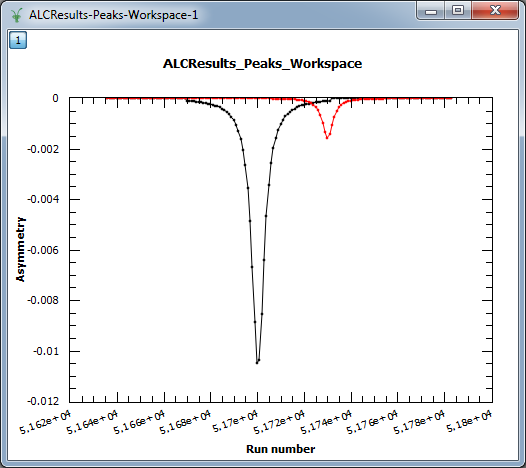 ALCResults-Peaks-Workspace-1
1
ALCResults_Peaks_Workspace
0
-0.002
-0.004
-0.006
-0.008
-0.01
-0.012
Asymmetry
5,162e+04
5,164e+04
5,166e+04
5,168e+04
5,17e+04
5,172e+04
5,174e+04
5,176e+04
5,178e+04
5,18e+04
Run number